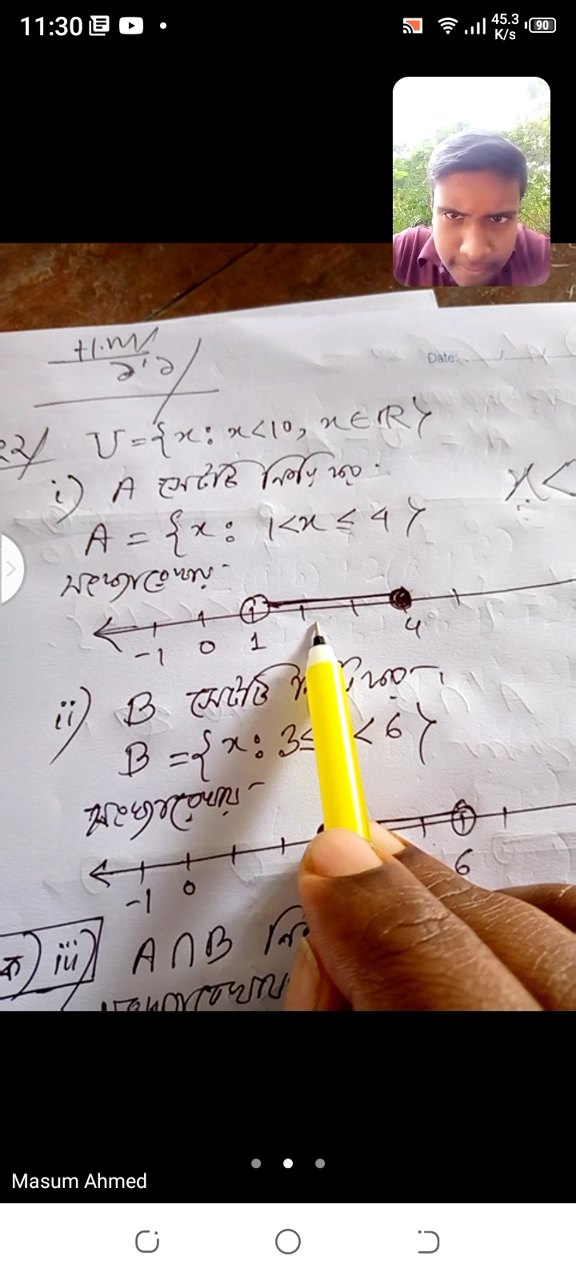 11:30
45.3 K/s
90
Date:
U={x: x<10, x∈ℝ}
i) A সেটটি নির্ণয় কর।
x<
A = {x: 1<x≤4}
সংখ্যারেখায়-
-1 0 1 4
ii) B সেটটি
B = {x: 3≤ <6}
সংখ্যারেখায়-
-1 0 6
ক) iii) A∩B
Masum Ahmed